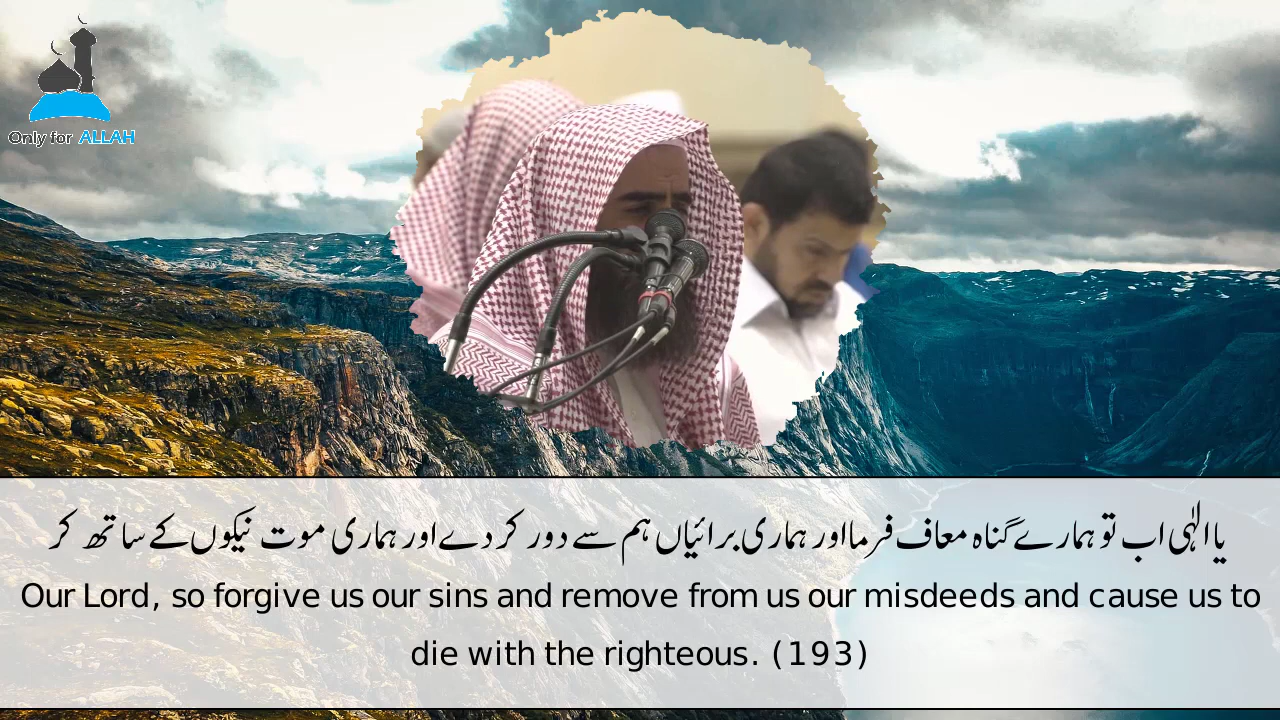 Only for ALLAH
یا الٰہی اب تو ہمارے گناہ معاف فرما اور ہماری برائیاں ہم سے دور کر دے اور ہماری موت نیکوں کے ساتھ کر
Our Lord, so forgive us our sins and remove from us our misdeeds and cause us to
die with the righteous. (193)